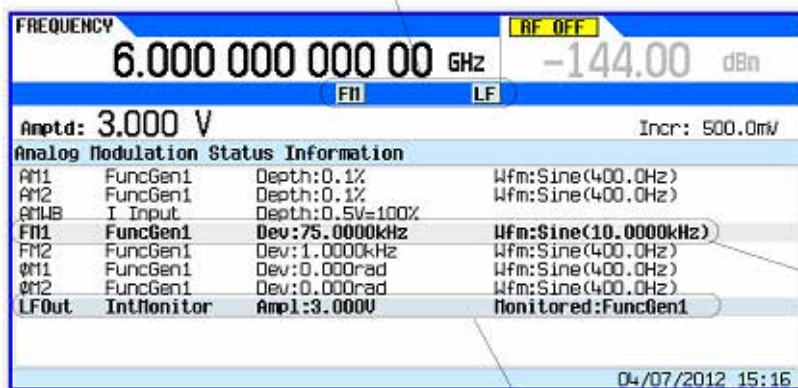 FREQUENCY
RF OFF
6.000 000 000 00 GHz
-144.00 dBm
FM LF
Amptd: 3.000 V
Incr: 500.0mV
Analog Modulation Status Information
AM1 FuncGen1 Depth:0.1% Wfm:Sine(400.0Hz)
AM2 FuncGen1 Depth:0.1% Wfm:Sine(400.0Hz)
AMWB I Input Depth:0.5V=100%
FM1 FuncGen1 Dev:75.0000kHz Wfm:Sine(10.0000kHz)
FM2 FuncGen1 Dev:1.0000kHz Wfm:Sine(400.0Hz)
ΦM1 FuncGen1 Dev:0.000rad Wfm:Sine(400.0Hz)
ΦM2 FuncGen1 Dev:0.000rad Wfm:Sine(400.0Hz)
LFOut IntMonitor Ampl:3.000V Monitored:FuncGen1
04/07/2012 15:16